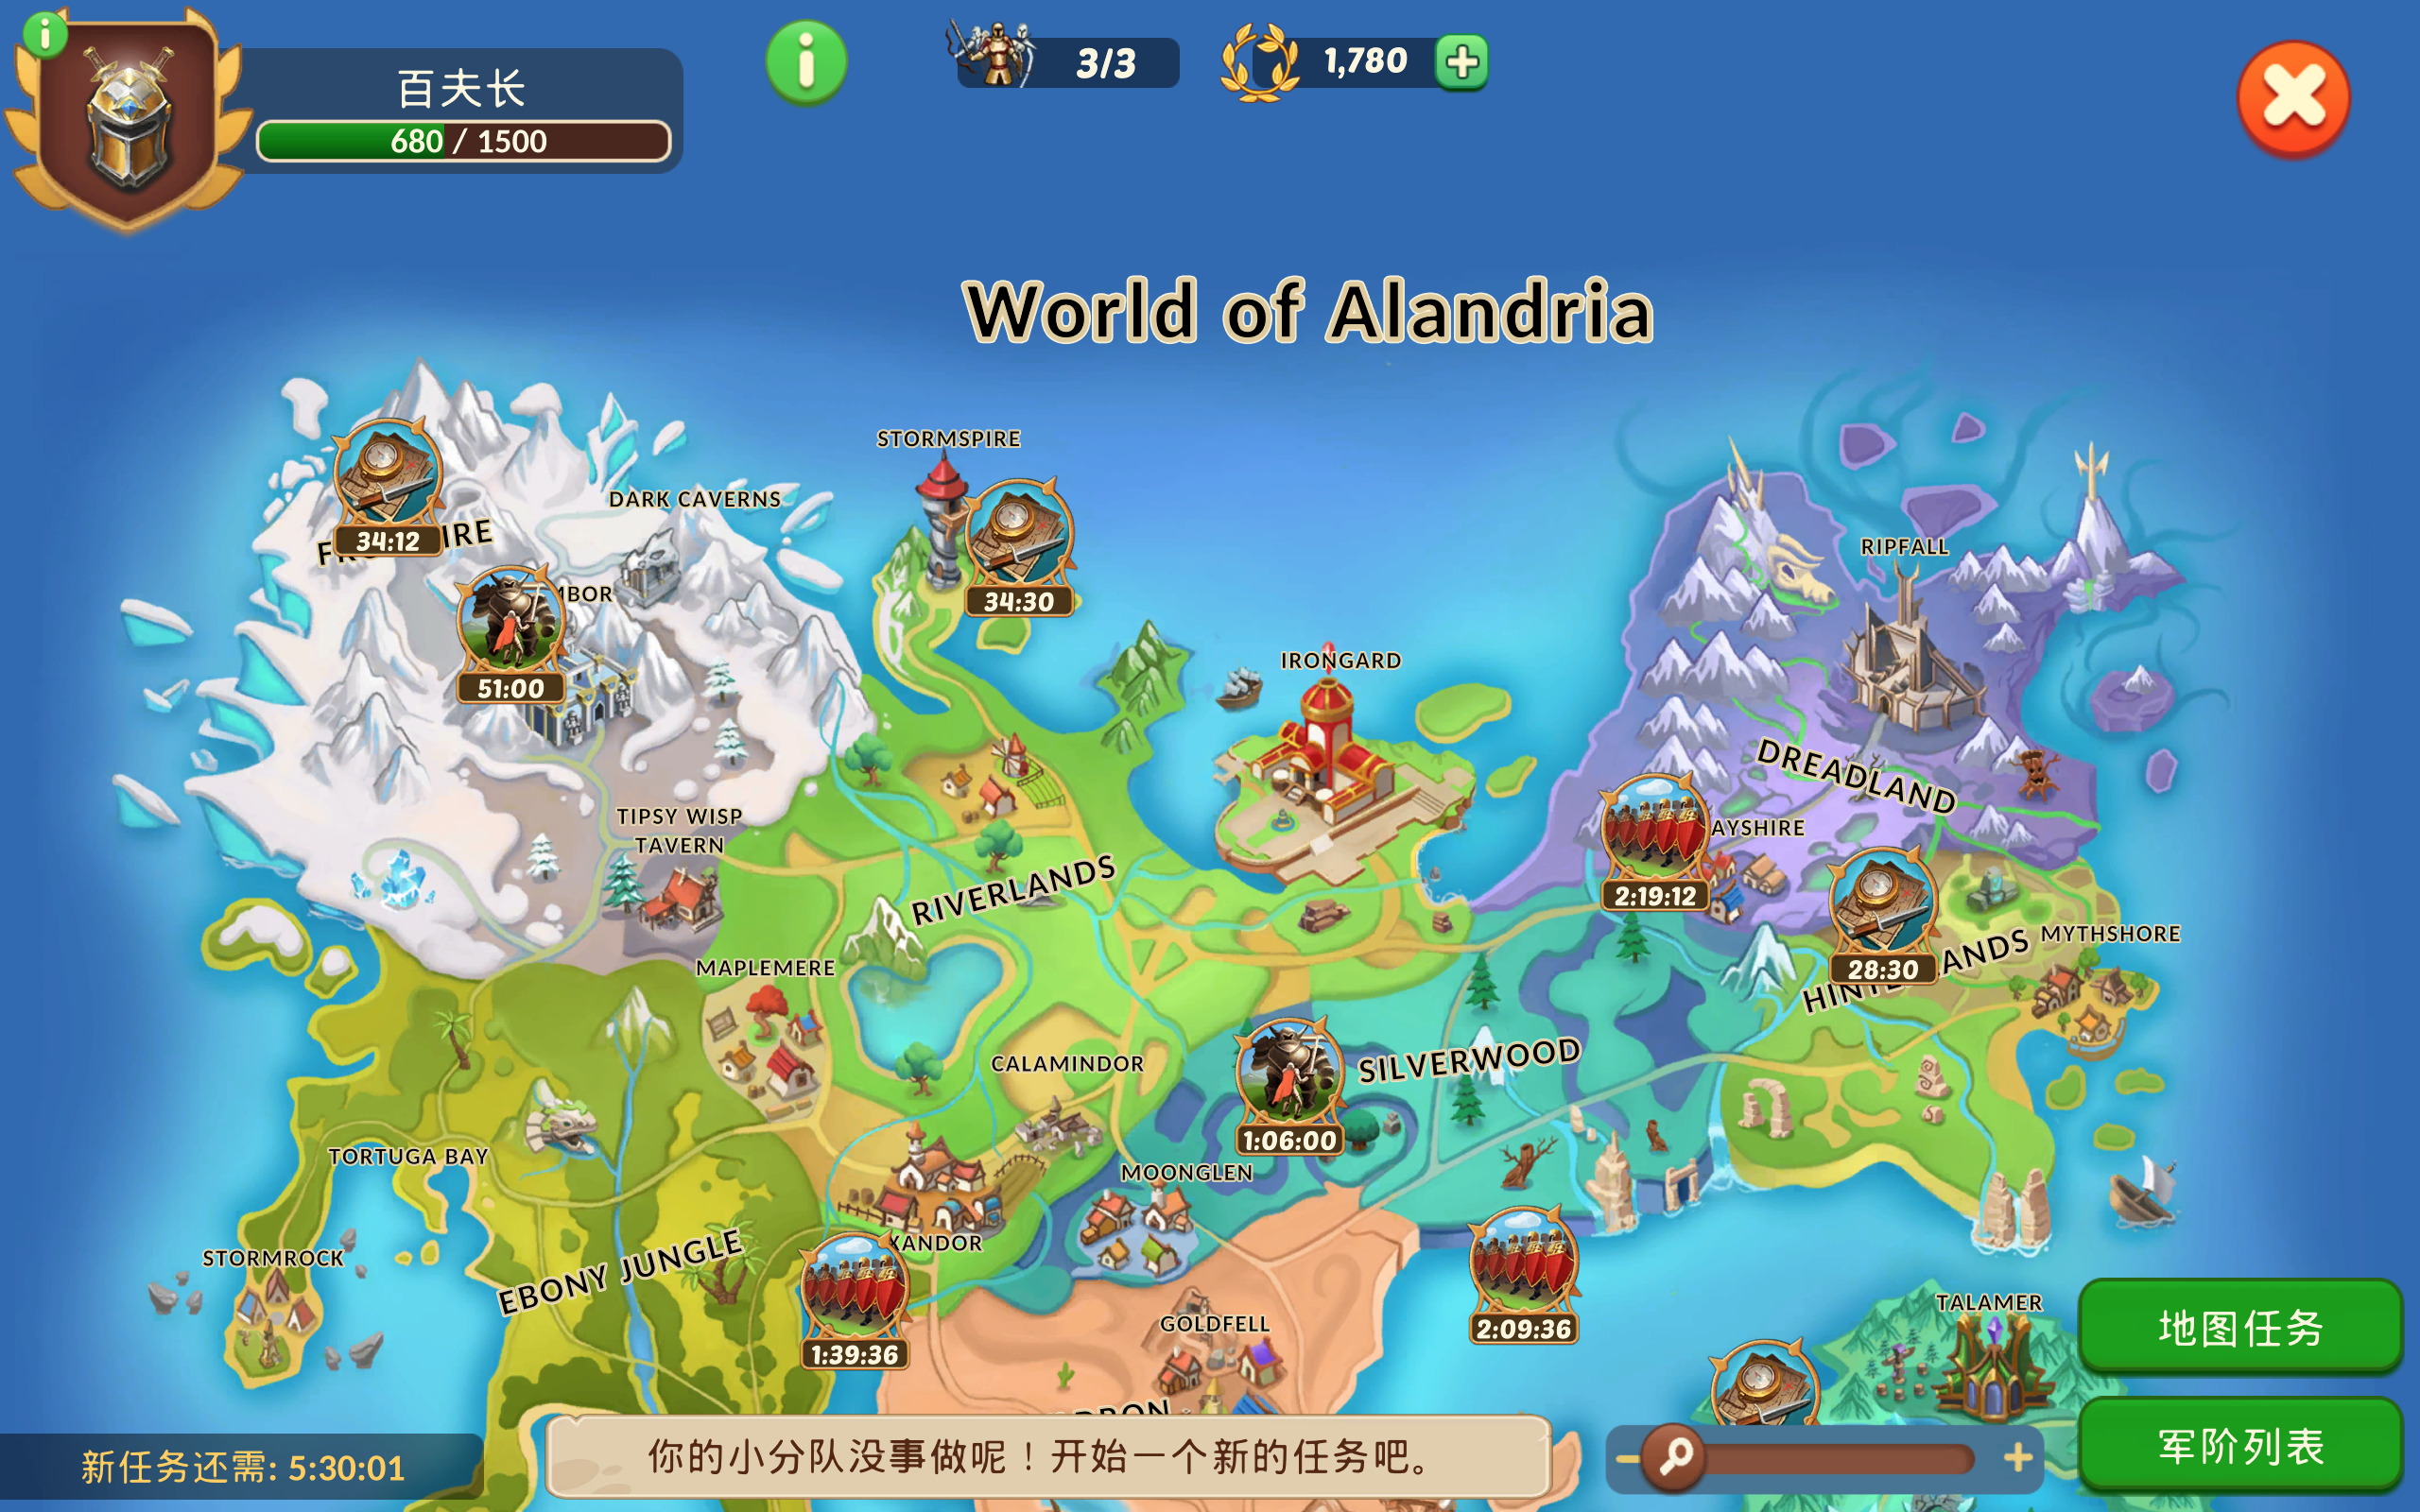 百夫长
680 / 1500
3/3
1,780
World of Alandria
STORMSPIRE
DARK CAVERNS
34:12
34:30
RIPFALL
51:00
IRONGARD
DREADLAND
TIPSY WISP
TAVERN
2:19:12
AYSHIRE
RIVERLANDS
28:30
MYTHSHORE
MAPLEMERE
CALAMINDOR
SILVERWOOD
1:06:00
TORTUGA BAY
MOONGLEN
STORMROCK
EBONY JUNGLE
XANDOR
1:39:36
2:09:36
GOLDFELL
TALAMER
地图任务
军阶列表
新任务还需: 5:30:01
你的小分队没事做呢！开始一个新的任务吧。